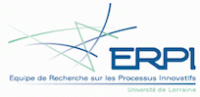 ERPI
Equipe de Recherche sur les Processus Innovatifs
Université de Lorraine